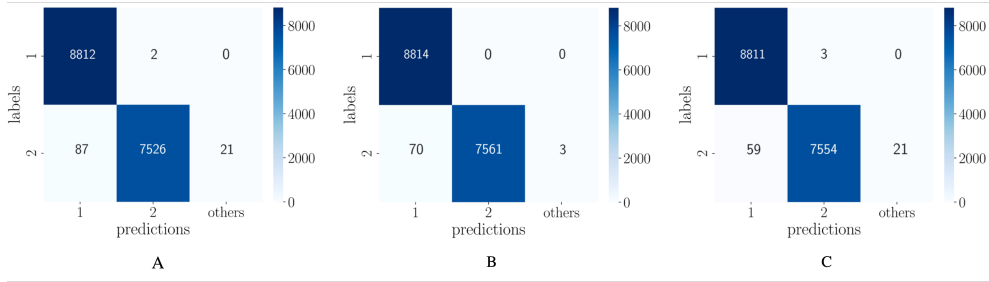 labels
1
8812 2 0
2
87 7526 21
1 2 others
predictions
8000
6000
4000
2000
0
A
labels
1
8814 0 0
2
70 7561 3
1 2 others
predictions
8000
6000
4000
2000
0
B
labels
1
8811 3 0
2
59 7554 21
1 2 others
predictions
8000
6000
4000
2000
0
C